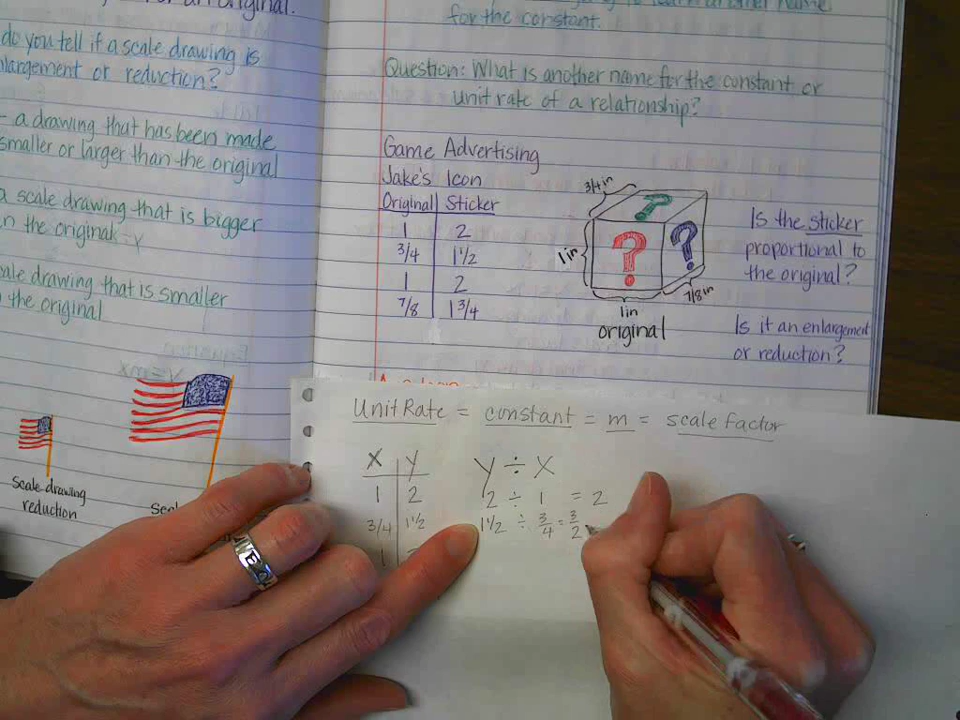 an original.
do you tell if a scale drawing is
enlargement or reduction?
- a drawing that has been made
smaller or larger than the original
a scale drawing that is bigger
the original
drawing that is smaller
the original
Scale drawing
reduction
another name
for the constant.
Question: What is another name for the constant or
unit rate of a relationship?
Game Advertising
Jake's Icon
Original Sticker
1 2
3/4 1 1/2
1 2
7/8 1 3/4
3/4 in
1 in
? ? ?
7/8 in
1 in
original
Is the sticker
proportional to
the original?
Is it an enlargement
or reduction?
Unit Rate = constant = m = scale factor
X Y Y ÷ X
1 2 2 ÷ 1 = 2
3/4 1 1/2 1 1/2 ÷ 3/4 = 3/2
1